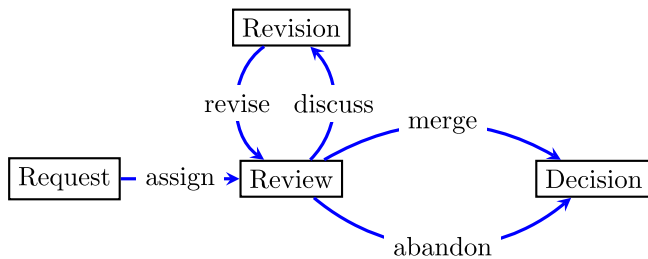 Revision
revise
discuss
merge
Request
assign
Review
Decision
abandon